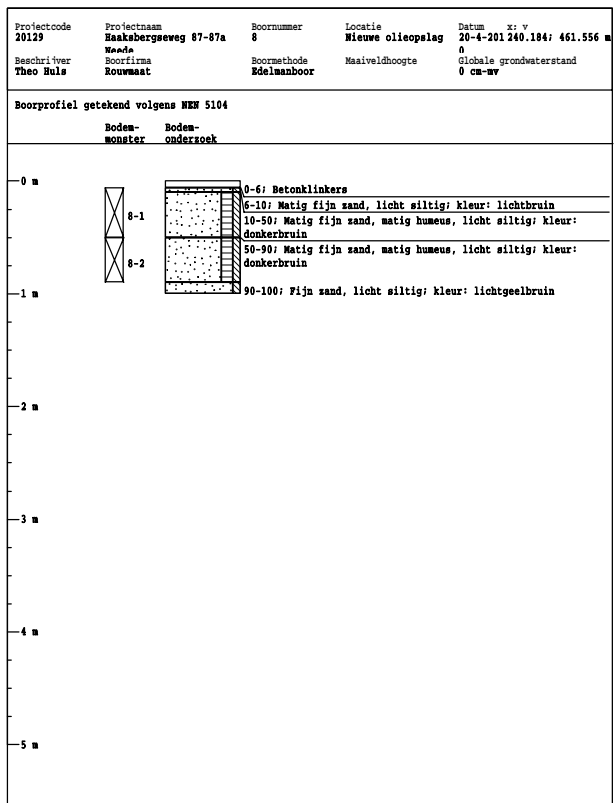 Projectcode Projectnaam Boornummer Locatie Datum x: y
20129 Haaksbergseweg 87-87a 8 Nieuwe olieopslag 20-4-201 240.184; 461.556 m
Neede 0
Beschrijver Boorfirma Boormethode Maaiveldhoogte Globale grondwaterstand
Theo Huls Rouwmaat Edelmanboor 0 cm-mv
Boorprofiel getekend volgens NEN 5104
Bodem- Bodem-
monster onderzoek
0 m
0-6; Betonklinkers
6-10; Matig fijn zand, licht siltig; kleur: lichtbruin
8-1
10-50; Matig fijn zand, matig humeus, licht siltig; kleur:
donkerbruin
50-90; Matig fijn zand, matig humeus, licht siltig; kleur:
8-2
donkerbruin
1 m
90-100; Fijn zand, licht siltig; kleur: lichtgeelbruin
2 m
3 m
4 m
5 m